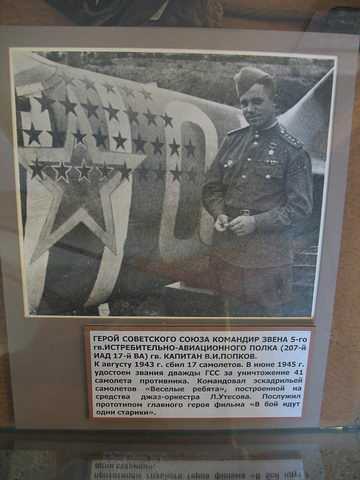 ГЕРОЙ СОВЕТСКОГО СОЮЗА КОМАНДИР ЗВЕНА 5-го
гв.ИСТРЕБИТЕЛЬНО-АВИАЦИОННОГО ПОЛКА (207-й
ИАД 17-й ВА) гв. КАПИТАН В.И.ПОПКОВ.
К августу 1943 г. сбил 17 самолетов. В июне 1945 г.
удостоен звания дважды ГСС за уничтожение 41
самолета противника. Командовал эскадрильей
самолетов «Веселые ребята», построенной на
средства джаз-оркестра Л.Утесова. Послужил
прототипом главного героя фильма «В бой идут
одни старики».